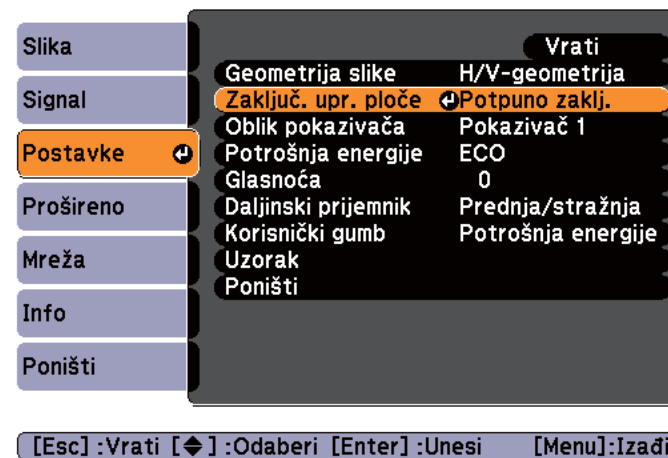 Slika
Signal
Postavke
Prošireno
Mreža
Info
Poništi
Vrati
Geometrija slike H/V-geometrija
Zaključ. upr. ploče Potpuno zaklj.
Oblik pokazivača Pokazivač 1
Potrošnja energije ECO
Glasnoća 0
Daljinski prijemnik Prednja/stražnja
Korisnički gumb Potrošnja energije
Uzorak
Poništi
[Esc] :Vrati [◆] :Odaberi [Enter] :Unesi [Menu]:Izađi